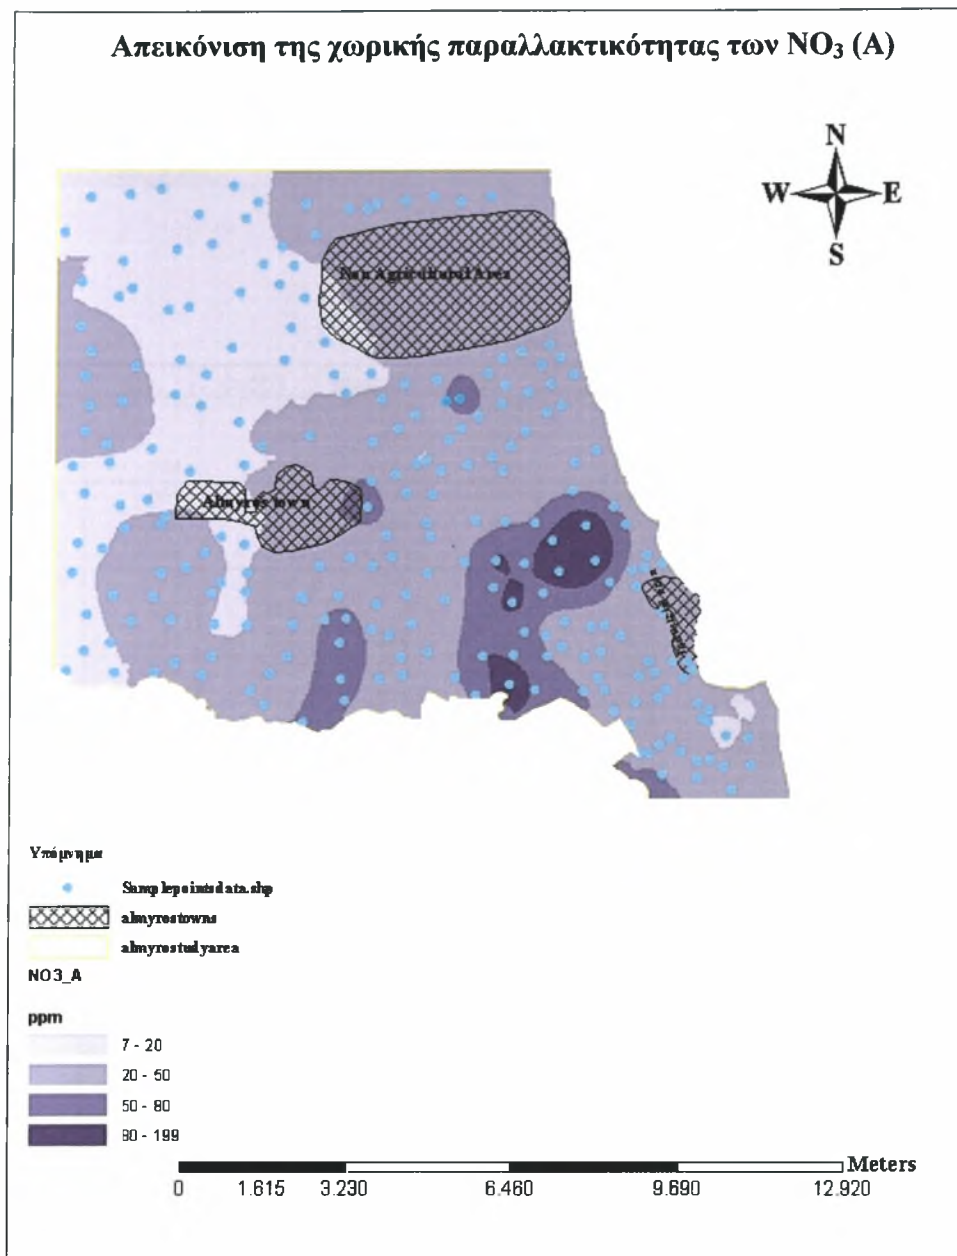 Απεικόνιση της χωρικής παραλλακτικότητας των NO₃ (A)
N
W E
S
Non Agricultural Area
Almyros town
Υπόμνημα
Samplepointsdata.shp
almyrostowns
almyrostudyarea
NO3_A
ppm
7 - 20
20 - 50
50 - 80
80 - 199
Meters
0 1.615 3.230 6.460 9.690 12.920